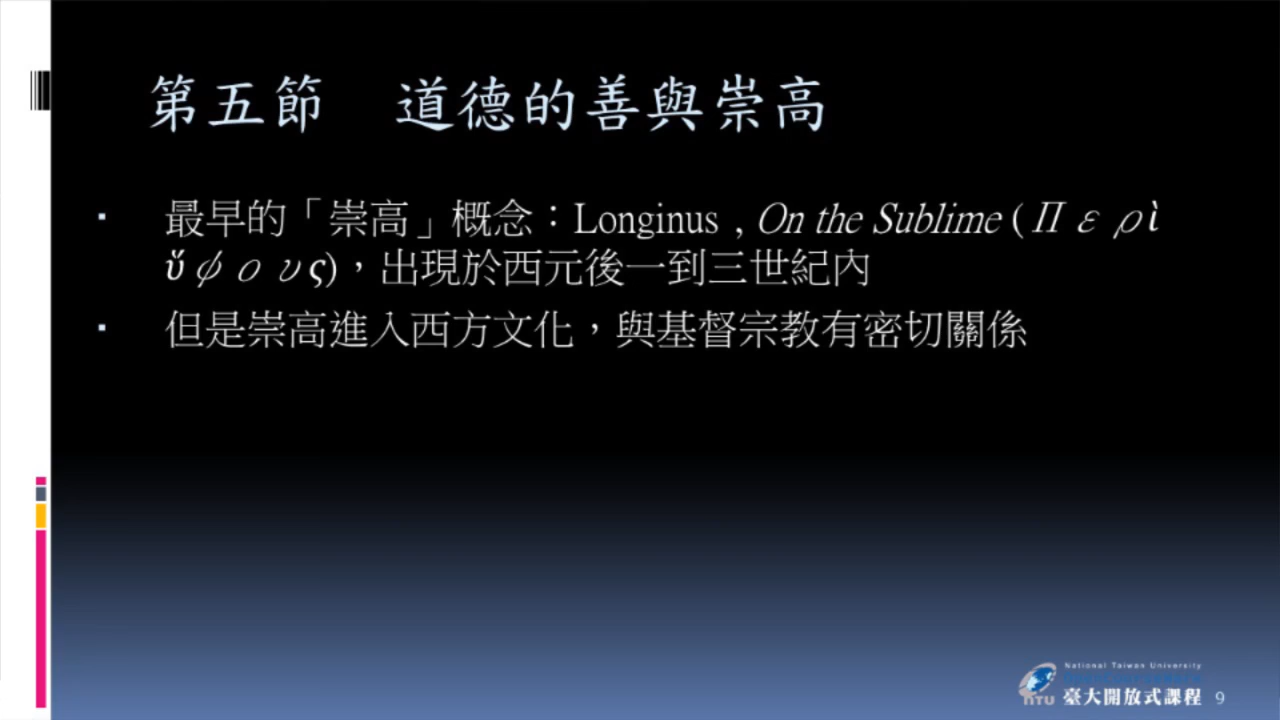 第五節　道德的善與崇高
▪ 最早的「崇高」概念：Longinus , On the Sublime (Περὶ
ὕφους)，出現於西元後一到三世紀內
▪ 但是崇高進入西方文化，與基督宗教有密切關係
National Taiwan University
OpenCourseWare
NTU 臺大開放式課程 9